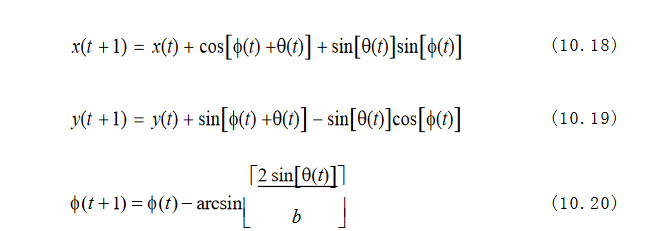 x(t +1) = x(t) + cos[ϕ(t) +θ(t)] + sin[θ(t)]sin[ϕ(t)] (10.18)
y(t +1) = y(t) + sin[ϕ(t) +θ(t)] − sin[θ(t)]cos[ϕ(t)] (10.19)
ϕ(t +1) = ϕ(t) − arcsin[2 sin[θ(t)] / b] (10.20)